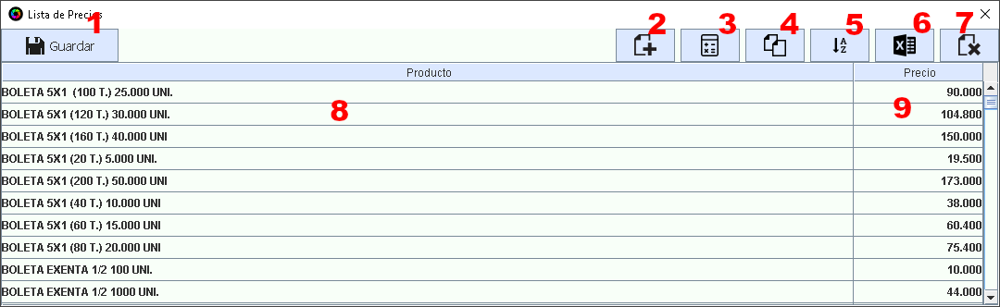 Lista de Precios
1 2 3 4 5 6 7
Guardar
Producto Precio
BOLETA 5X1 (100 T.) 25.000 UNI. 90.000
8 9
BOLETA 5X1 (120 T.) 30.000 UNI. 104.800
BOLETA 5X1 (160 T.) 40.000 UNI 150.000
BOLETA 5X1 (20 T.) 5.000 UNI. 19.500
BOLETA 5X1 (200 T.) 50.000 UNI 173.000
BOLETA 5X1 (40 T.) 10.000 UNI 38.000
BOLETA 5X1 (60 T.) 15.000 UNI 60.400
BOLETA 5X1 (80 T.) 20.000 UNI 75.400
BOLETA EXENTA 1/2 100 UNI. 10.000
BOLETA EXENTA 1/2 1000 UNI. 44.000